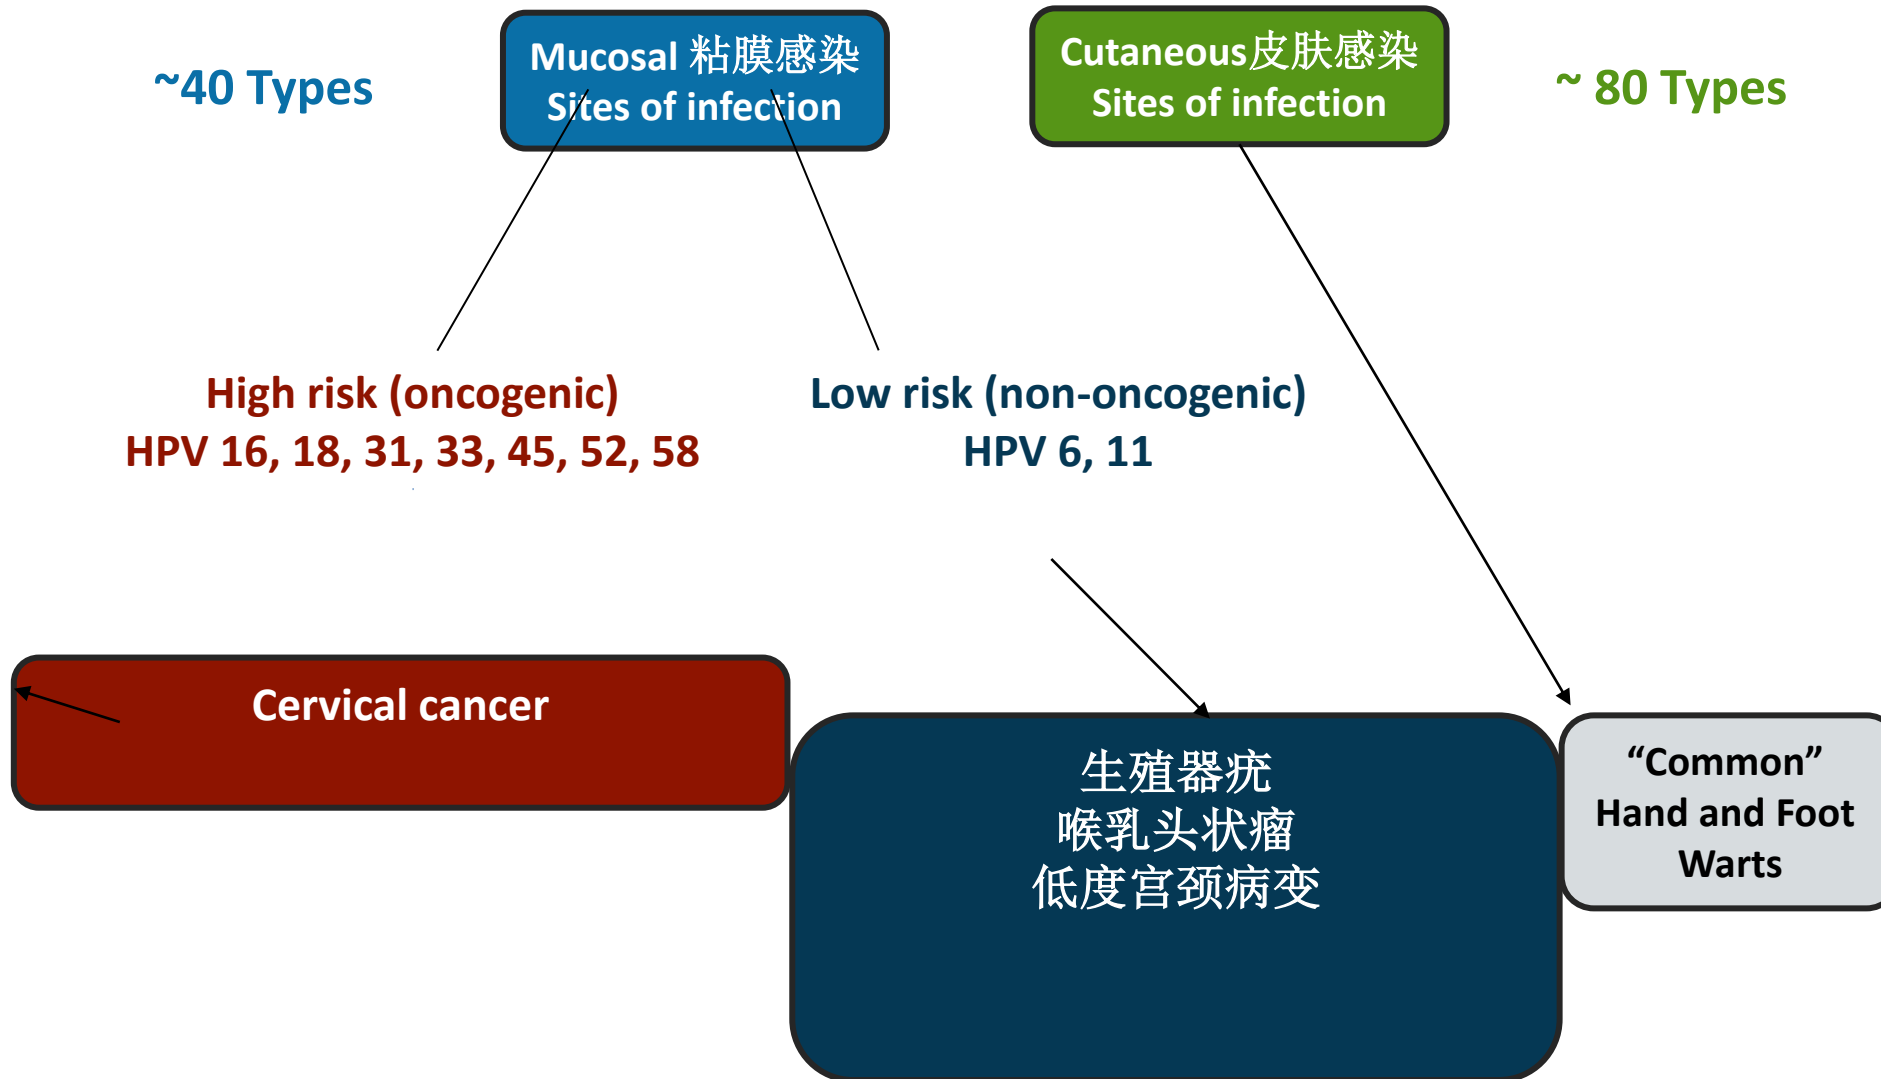 ~40 Types
Mucosal 粘膜感染
Sites of infection
Cutaneous皮肤感染
Sites of infection
~ 80 Types
High risk (oncogenic)
HPV 16, 18, 31, 33, 45, 52, 58
Low risk (non-oncogenic)
HPV 6, 11
Cervical cancer
生殖器疣
喉乳头状瘤
低度宫颈病变
“Common”
Hand and Foot
Warts